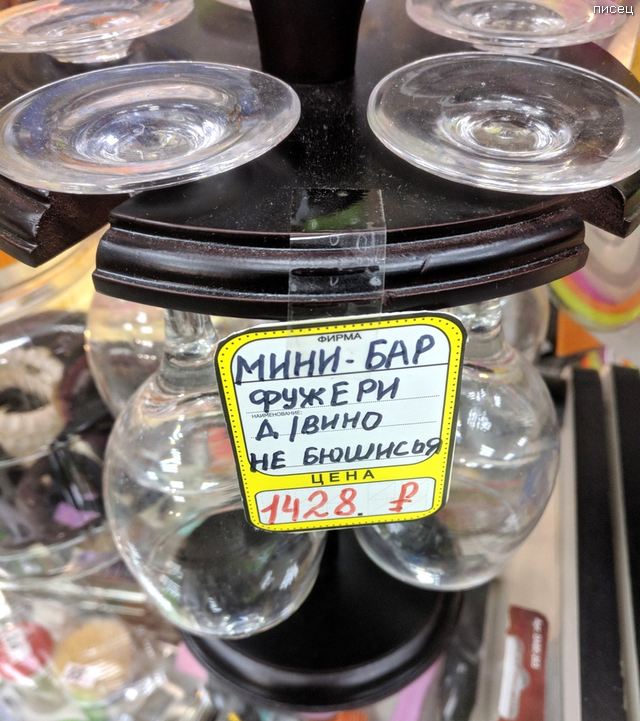 писец
ФИРМА
МИНИ-БАР
ФУЖЕРИ
НАИМЕНОВАНИЕ:
Д/ВИНО
НЕ БЮШИСЬЯ
ЦЕНА
1428. ₽